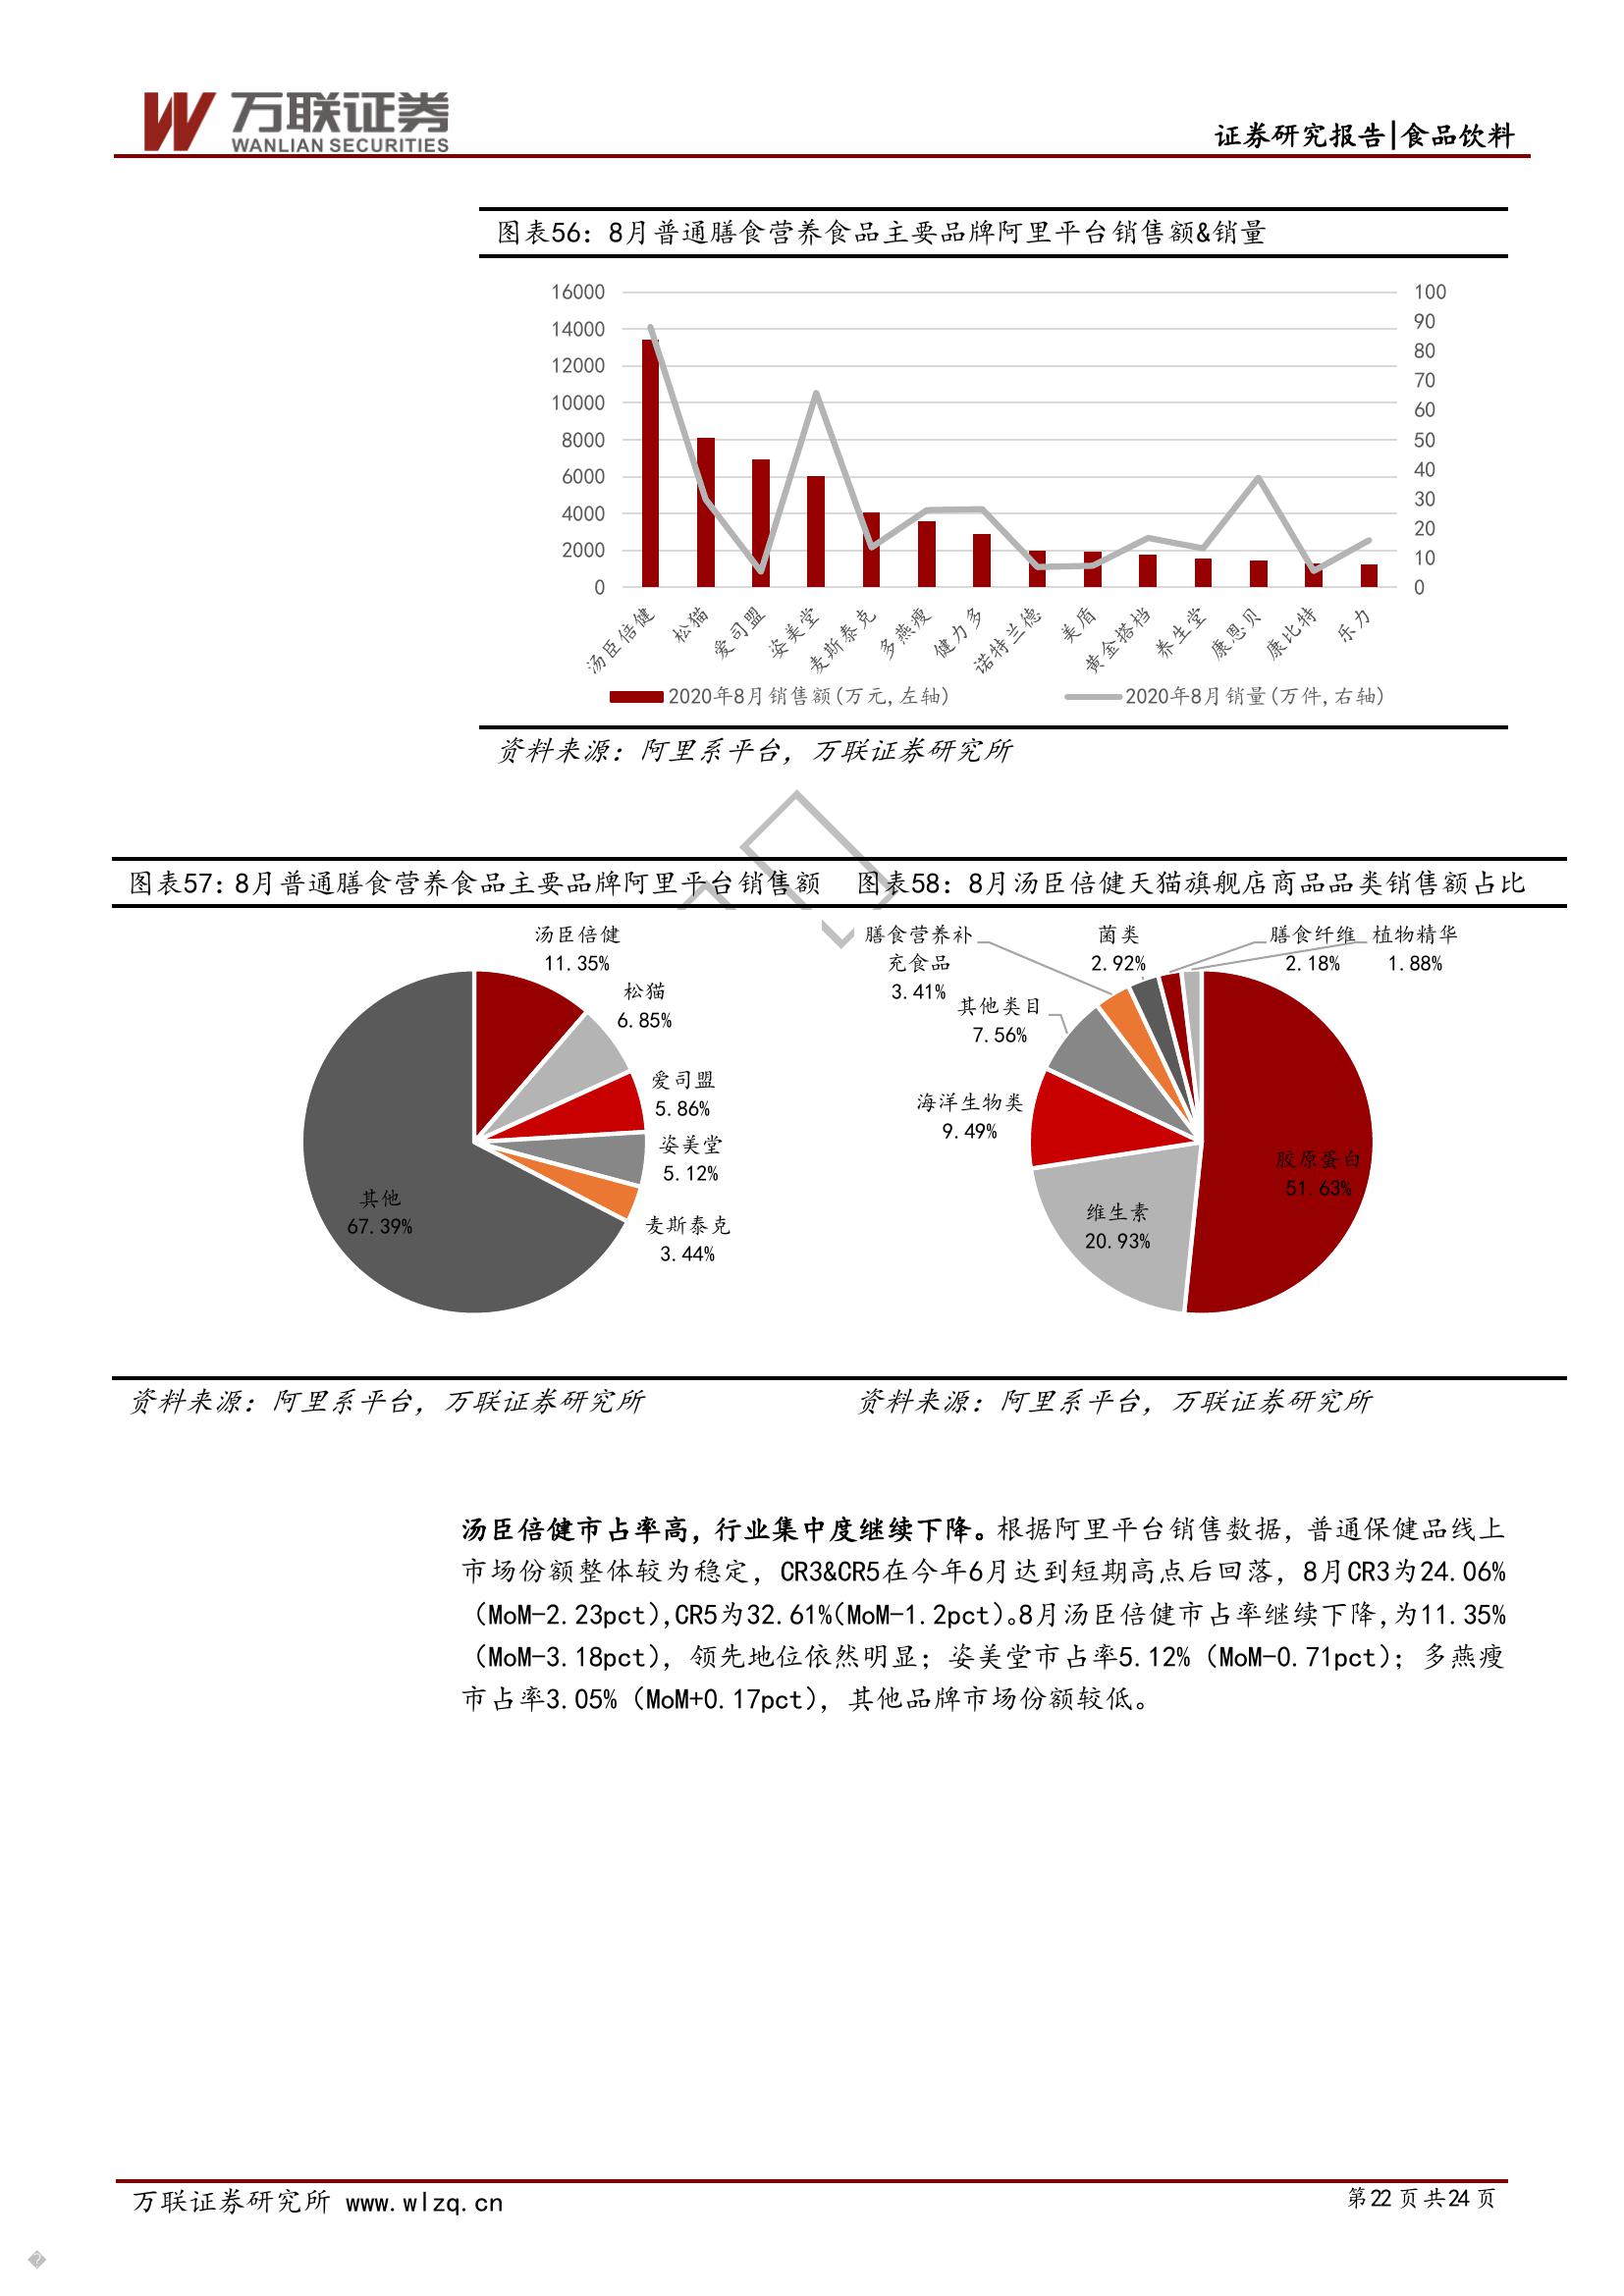 万联证券
WANLIAN SECURITIES
证券研究报告|食品饮料
图表56：8月普通膳食营养食品主要品牌阿里平台销售额&销量
16000
14000
12000
10000
8000
6000
4000
2000
0
100
90
80
70
60
50
40
30
20
10
0
汤臣倍健
松猫
爱司盟
姿美堂
麦斯泰克
多燕瘦
健力多
诺特兰德
美盾
黄金搭档
养生堂
康恩贝
康比特
乐力
2020年8月销售额(万元,左轴)
2020年8月销量(万件,右轴)
资料来源：阿里系平台，万联证券研究所
图表57：8月普通膳食营养食品主要品牌阿里平台销售额
汤臣倍健
11.35%
松猫
6.85%
爱司盟
5.86%
姿美堂
5.12%
麦斯泰克
3.44%
其他
67.39%
资料来源：阿里系平台，万联证券研究所
图表58：8月汤臣倍健天猫旗舰店商品品类销售额占比
膳食营养补
充食品
3.41%
菌类
2.92%
膳食纤维
2.18%
植物精华
1.88%
其他类目
7.56%
海洋生物类
9.49%
维生素
20.93%
胶原蛋白
51.63%
资料来源：阿里系平台，万联证券研究所
汤臣倍健市占率高，行业集中度继续下降。根据阿里平台销售数据，普通保健品线上
市场份额整体较为稳定，CR3&CR5在今年6月达到短期高点后回落，8月CR3为24.06%
（MoM-2.23pct），CR5为32.61%（MoM-1.2pct）。8月汤臣倍健市占率继续下降，为11.35%
（MoM-3.18pct），领先地位依然明显；姿美堂市占率5.12%（MoM-0.71pct）；多燕瘦
市占率3.05%（MoM+0.17pct），其他品牌市场份额较低。
万联证券研究所 www.wlzq.cn
第22页共24页